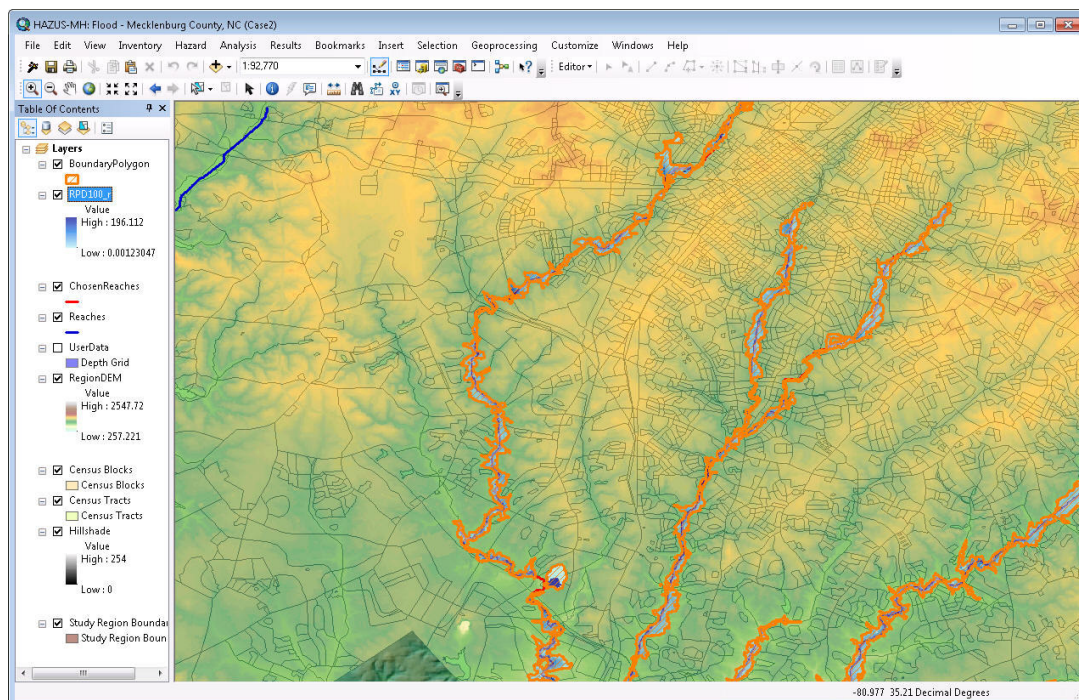 HAZUS-MH: Flood - Mecklenburg County, NC (Case2)
File Edit View Inventory Hazard Analysis Results Bookmarks Insert Selection Geoprocessing Customize Windows Help
1:92,770 Editor
Table Of Contents
Layers
BoundaryPolygon
RPD100_r
Value
High : 196.112
Low : 0.00123047
ChosenReaches
Reaches
UserData
Depth Grid
RegionDEM
Value
High : 2547.72
Low : 257.221
Census Blocks
Census Blocks
Census Tracts
Census Tracts
Hillshade
Value
High : 254
Low : 0
Study Region Boundar
Study Region Boun
-80.977 35.21 Decimal Degrees